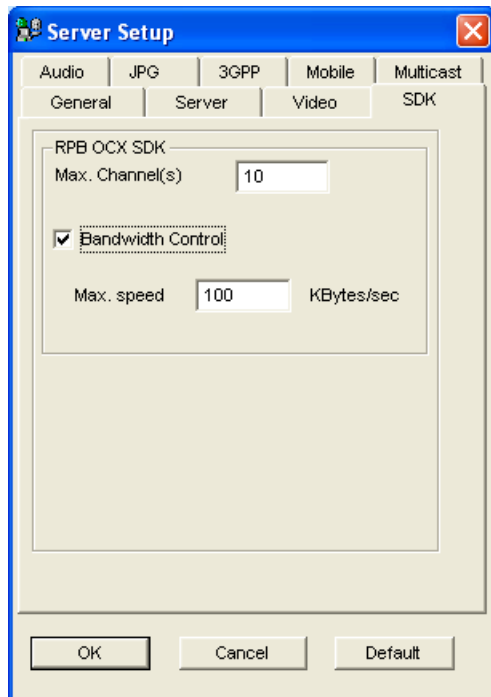 Server Setup
Audio JPG 3GPP Mobile Multicast
General Server Video SDK
RPB OCX SDK
Max. Channel(s) 10
Bandwidth Control
Max. speed 100 KBytes/sec
OK Cancel Default